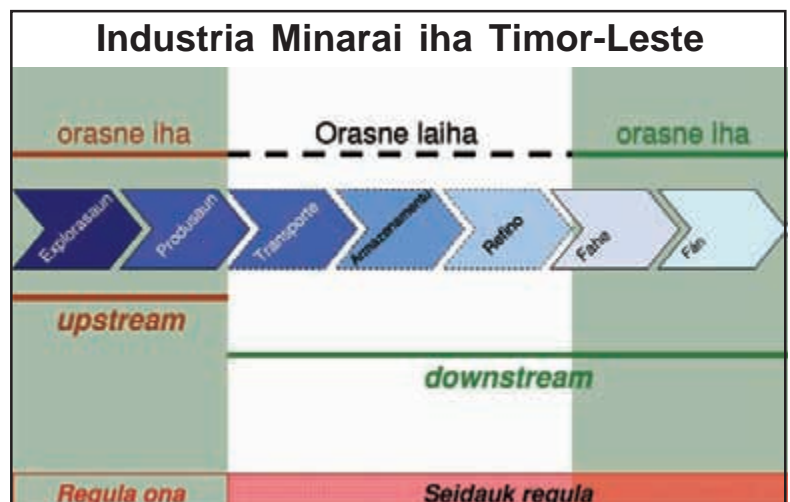 Industria Minarai iha Timor-Leste
orasne iha
Orasne laiha
orasne iha
Explorasaun
Produsaun
Transporte
Armazenamentu
Refino
Fahe
Fán
upstream
downstream
Regula ona
Seidauk regula